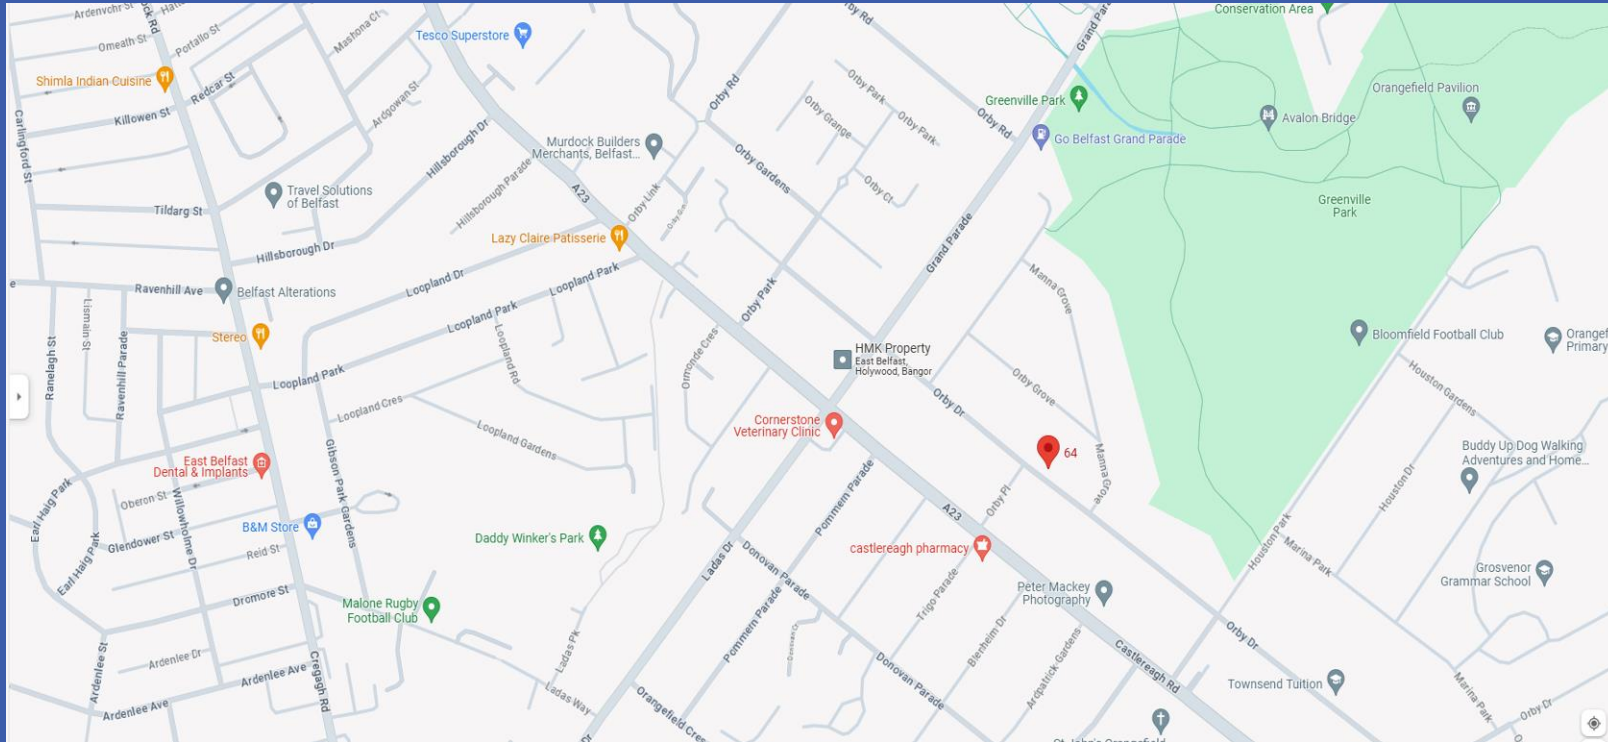 Ardenvohr St
Omeath St
Portallo St
Mashona Ct
Tesco Superstore
Shimla Indian Cuisine
Redcar St
Killowen St
Carlingford St
Ardgowan St
Hillsborough Dr
Hillsborough Parade
Murdock Builders
Merchants, Belfast...
A23
Orby Rd
Orby Gardens
Orby Grange
Orby Park
Orby Park
Orby Ct
Orby Rd
Grand Parade
Conservation Area
Greenville Park
Go Belfast Grand Parade
Avalon Bridge
Orangefield Pavilion
Greenville
Park
Travel Solutions
of Belfast
Tildarg St
Hillsborough Dr
Orby Link
Lazy Claire Patisserie
Loopland Dr
Loopland Park
Loopland Park
Ravenhill Ave
Belfast Alterations
Lismain St
Ravenhill Parade
Ranelagh St
Stereo
Loopland Park
Loopland Rd
Loopland Cres
Loopland Gardens
Ormonde Cres
Orby Park
HMK Property
East Belfast,
Holywood, Bangor
Manna Grove
Orby Grove
Orby Dr
Cornerstone
Veterinary Clinic
64
Manna Grove
Bloomfield Football Club
Orangef
Primary
Houston Gardens
Houston Dr
Buddy Up Dog Walking
Adventures and Home...
East Belfast
Dental & Implants
Gibson Park Gardens
Oberon St
Willowholme Dr
Earl Haig Park
Earl Haig Park
Glendower St
B&M Store
Reid St
Daddy Winker's Park
Ladas Dr
Pommern Parade
A23
Orby Pl
castlereagh pharmacy
Houston Park
Marina Park
Grosvenor
Grammar School
Dromore St
Malone Rugby
Football Club
Donovan Parade
Pommern Parade
Trigo Parade
Peter Mackey
Photography
Blenheim Dr
Arcpatrick Gardens
Castlereagh Rd
Orby Dr
Ardenlee St
Ardenlee Dr
Ardenlee Ave
Ardenlee Ave
Cregagh Rd
Ladas Pk
Ladas Way
Donovan Parade
Orangefield Cres
Townsend Tuition
Marina Park
Orby Dr